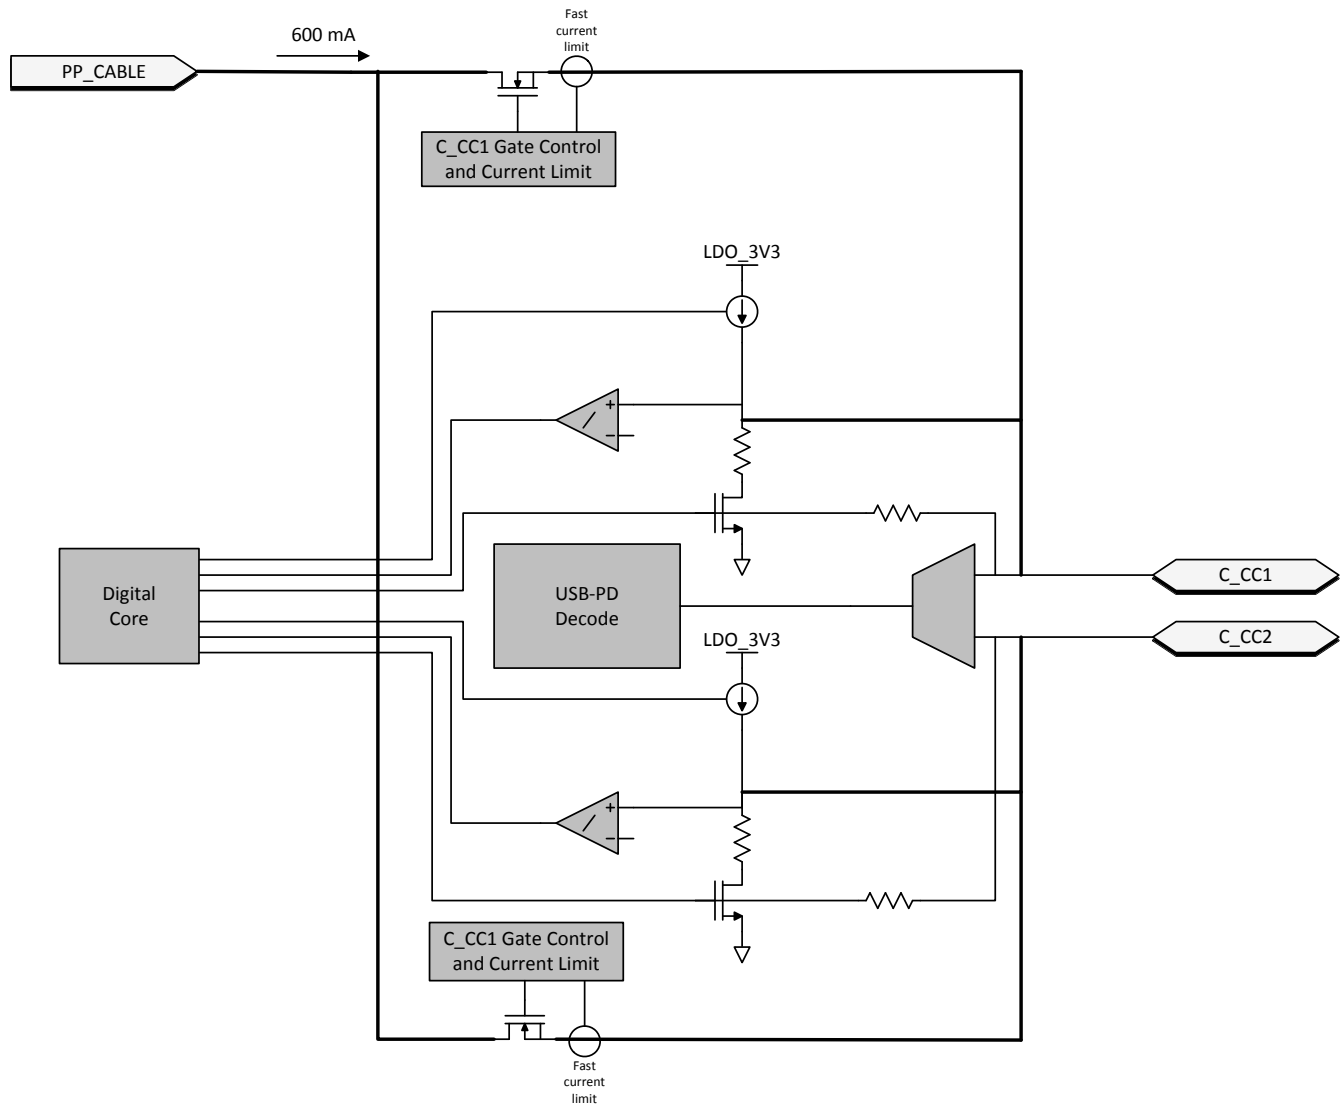 Fast
current
limit
600 mA
PP_CABLE
C_CC1 Gate Control
and Current Limit
LDO_3V3
+
−
Digital
Core
USB-PD
Decode
C_CC1
C_CC2
LDO_3V3
+
−
C_CC1 Gate Control
and Current Limit
Fast
current
limit